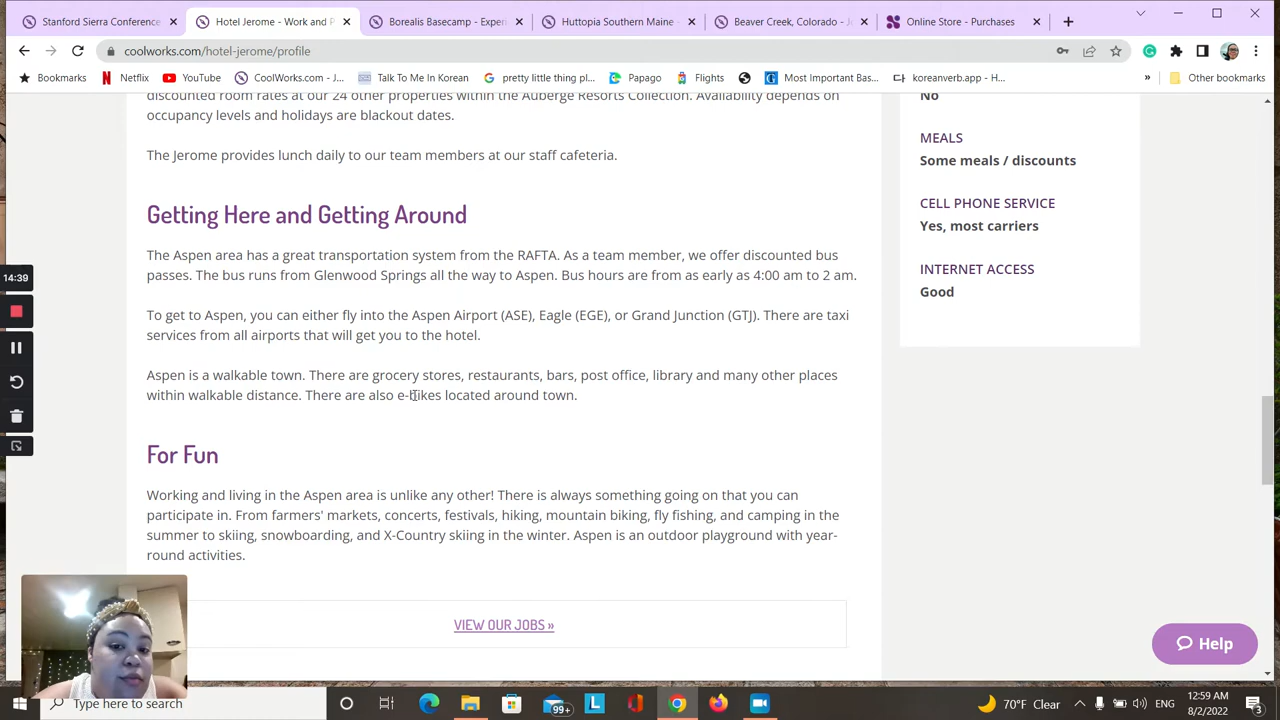 Stanford Sierra Conference
Hotel Jerome - Work and P
Borealis Basecamp - Exper
Huttopia Southern Maine -
Beaver Creek, Colorado - J
Online Store - Purchases
coolworks.com/hotel-jerome/profile
Bookmarks
Netflix
YouTube
CoolWorks.com - J...
Talk To Me In Korean
pretty little thing pl...
Papago
Flights
Most Important Bas...
koreanverb.app - H...
Other bookmarks
discounted room rates at our 24 other properties within the Auberge Resorts Collection. Availability depends on
occupancy levels and holidays are blackout dates.
The Jerome provides lunch daily to our team members at our staff cafeteria.
Getting Here and Getting Around
The Aspen area has a great transportation system from the RAFTA. As a team member, we offer discounted bus
passes. The bus runs from Glenwood Springs all the way to Aspen. Bus hours are from as early as 4:00 am to 2 am.
To get to Aspen, you can either fly into the Aspen Airport (ASE), Eagle (EGE), or Grand Junction (GTJ). There are taxi
services from all airports that will get you to the hotel.
Aspen is a walkable town. There are grocery stores, restaurants, bars, post office, library and many other places
within walkable distance. There are also e-bikes located around town.
For Fun
Working and living in the Aspen area is unlike any other! There is always something going on that you can
participate in. From farmers' markets, concerts, festivals, hiking, mountain biking, fly fishing, and camping in the
summer to skiing, snowboarding, and X-Country skiing in the winter. Aspen is an outdoor playground with year-
round activities.
VIEW OUR JOBS »
No
MEALS
Some meals / discounts
CELL PHONE SERVICE
Yes, most carriers
INTERNET ACCESS
Good
14:39
Help
Type here to search
99+
70°F Clear
ENG
12:59 AM
8/2/2022
3